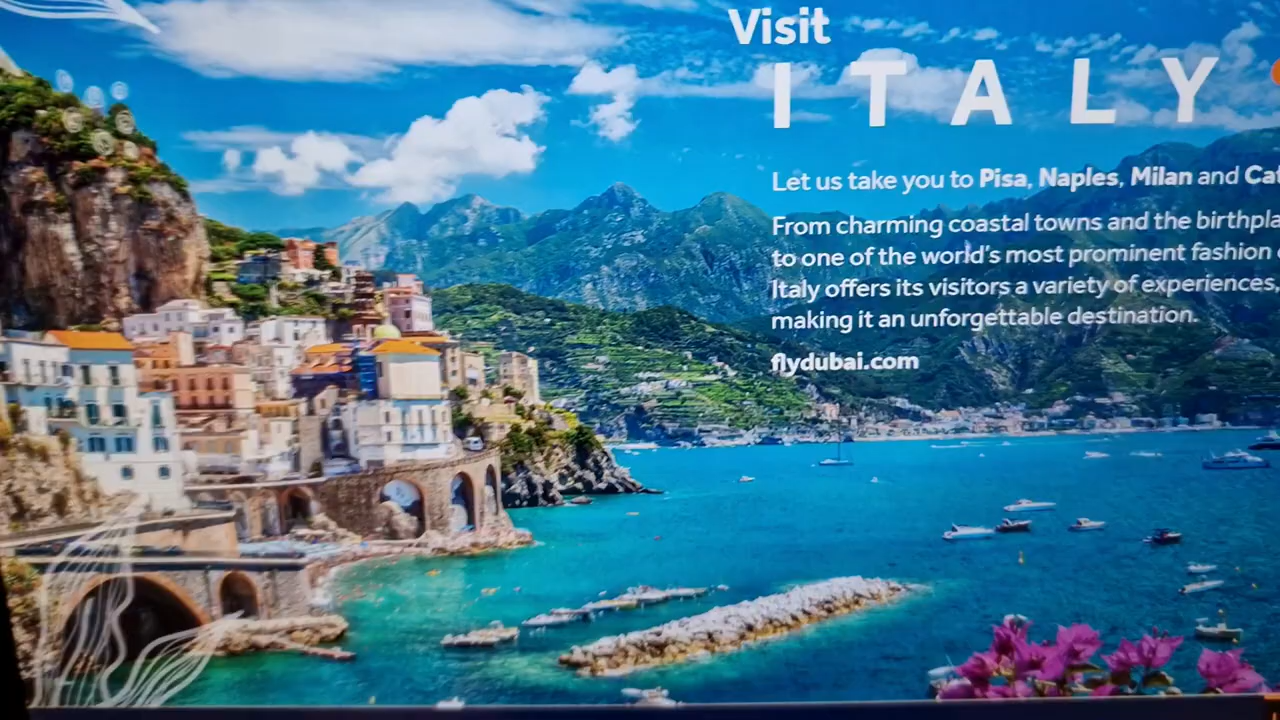 Visit
ITALY
Let us take you to Pisa, Naples, Milan and
From charming coastal towns and the
to one of the world's most prominent fashion
Italy offers its visitors a variety of experiences,
making it an unforgettable destination.
flydubai.com